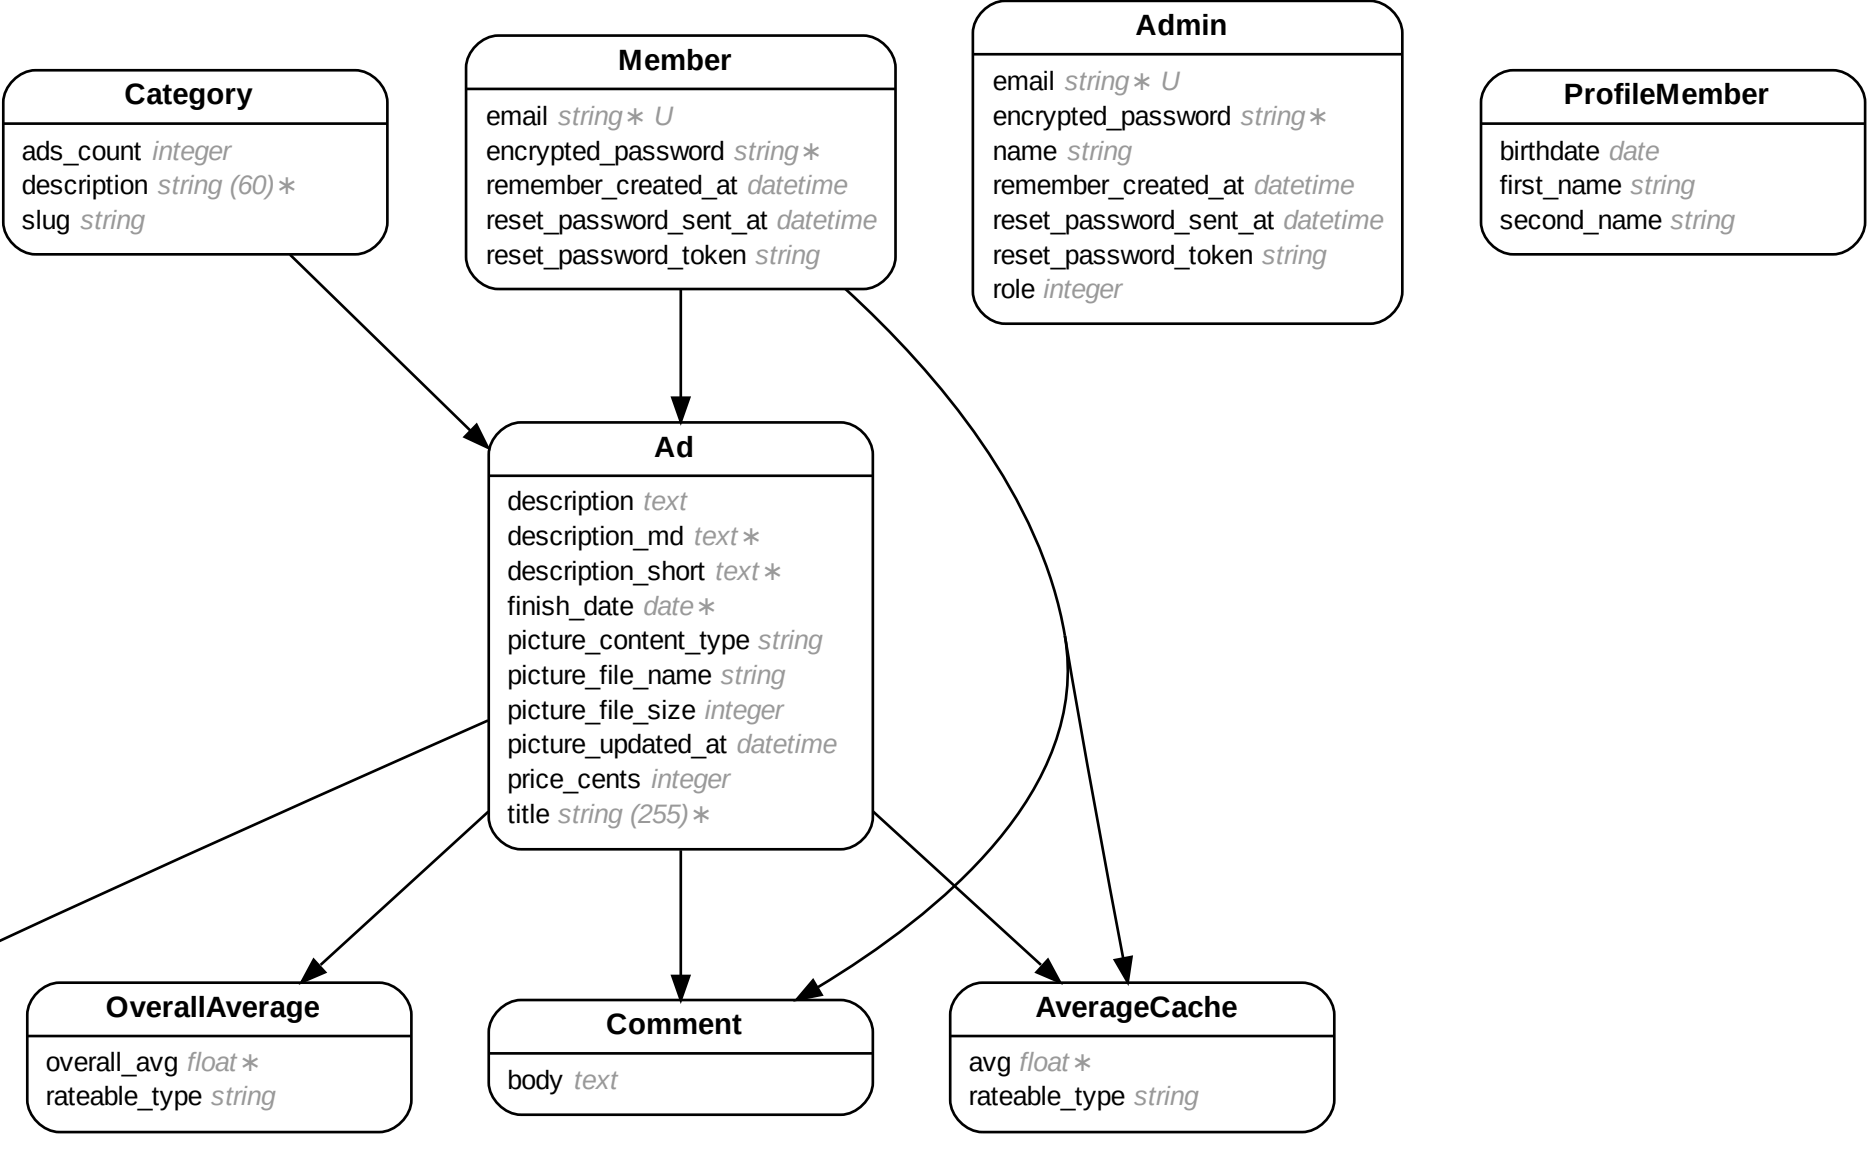 Category
ads_count integer
description string (60)∗
slug string
Member
email string∗ U
encrypted_password string∗
remember_created_at datetime
reset_password_sent_at datetime
reset_password_token string
Admin
email string∗ U
encrypted_password string∗
name string
remember_created_at datetime
reset_password_sent_at datetime
reset_password_token string
role integer
ProfileMember
birthdate date
first_name string
second_name string
Ad
description text
description_md text∗
description_short text∗
finish_date date∗
picture_content_type string
picture_file_name string
picture_file_size integer
picture_updated_at datetime
price_cents integer
title string (255)∗
OverallAverage
overall_avg float∗
rateable_type string
Comment
body text
AverageCache
avg float∗
rateable_type string